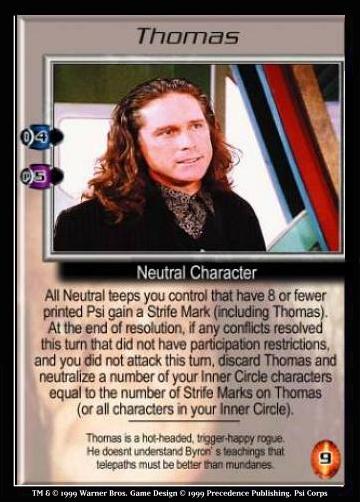 Thomas
4
5
Neutral Character
All Neutral teeps you control that have 8 or fewer
printed Psi gain a Strife Mark (including Thomas).
At the end of resolution, if any conflicts resolved
this turn that did not have participation restrictions,
and you did not attack this turn, discard Thomas and
neutralize a number of your Inner Circle characters
equal to the number of Strife Marks on Thomas
(or all characters in your Inner Circle).
Thomas is a hot-headed, trigger-happy rogue.
He doesnt understand Byron's teachings that
telepaths must be better than mundanes.
9
TM & © 1999 Warner Bros. Game Design © 1999 Precedence Publishing. Psi Corps